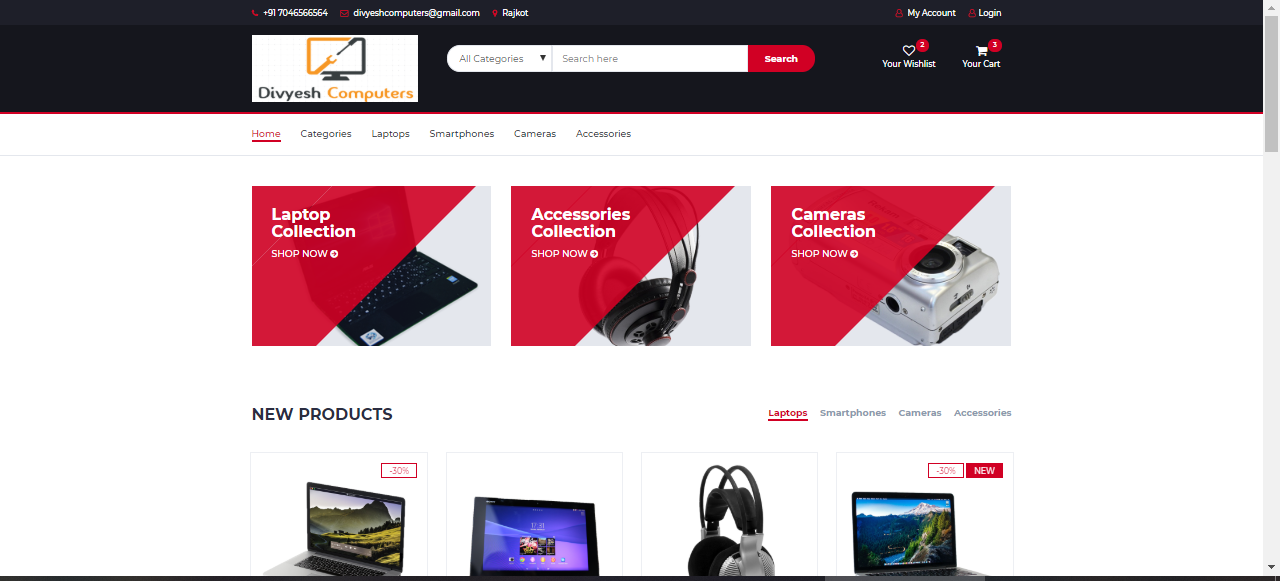 +91 7046566564 divyeshcomputers@gmail.com Rajkot My Account Login
Divyesh Computers
All Categories Search here Search
2 3
Your Wishlist Your Cart
Home Categories Laptops Smartphones Cameras Accessories
Laptop
Collection
SHOP NOW
Accessories
Collection
SHOP NOW
Cameras
Collection
SHOP NOW
NEW PRODUCTS
Laptops Smartphones Cameras Accessories
-30%
-30% NEW
17:31